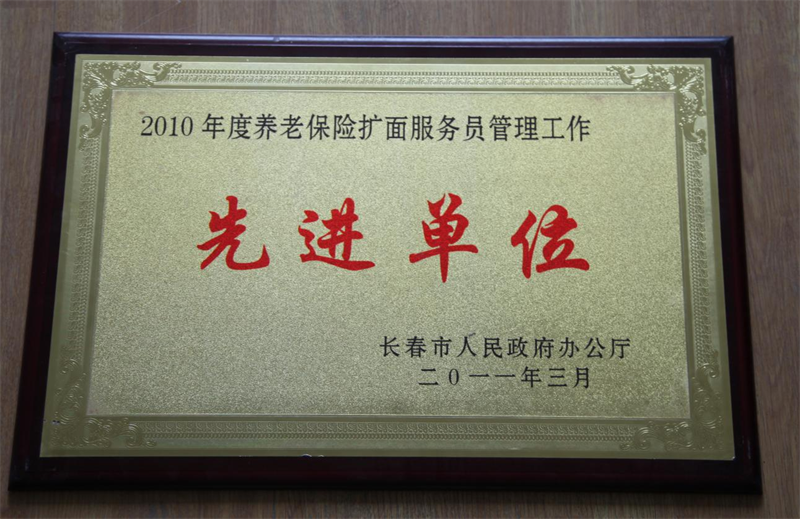 2010年度养老保险扩面服务员管理工作
先进单位
长春市人民政府办公厅
二〇一一年三月